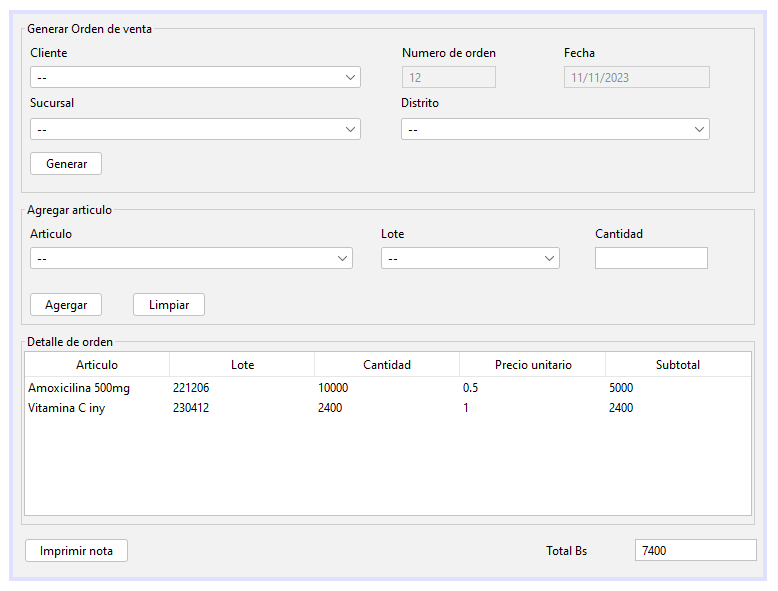 Generar Orden de venta
Cliente Numero de orden Fecha
-- 12 11/11/2023
Sucursal Distrito
-- --
Generar
Agregar articulo
Articulo Lote Cantidad
-- --
Agergar Limpiar
Detalle de orden
Articulo Lote Cantidad Precio unitario Subtotal
Amoxicilina 500mg 221206 10000 0.5 5000
Vitamina C iny 230412 2400 1 2400
Imprimir nota Total Bs 7400